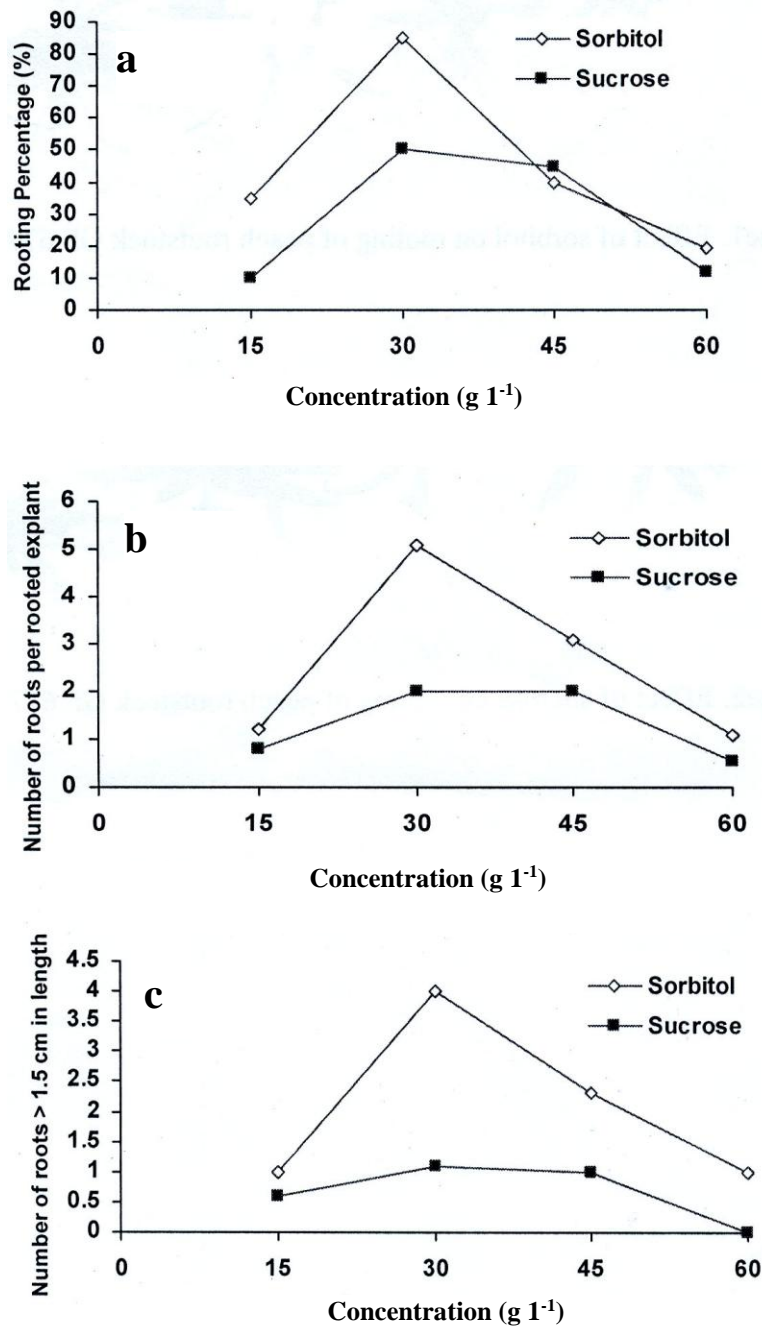 a
Rooting Percentage (%)
90
80
70
60
50
40
30
20
10
0
Sorbitol
Sucrose
0 15 30 45 60
Concentration (g 1-1)
b
Number of roots per rooted explant
6
5
4
3
2
1
0
Sorbitol
Sucrose
0 15 30 45 60
Concentration (g 1-1)
c
Number of roots > 1.5 cm in length
4.5
4
3.5
3
2.5
2
1.5
1
0.5
0
Sorbitol
Sucrose
0 15 30 45 60
Concentration (g 1-1)